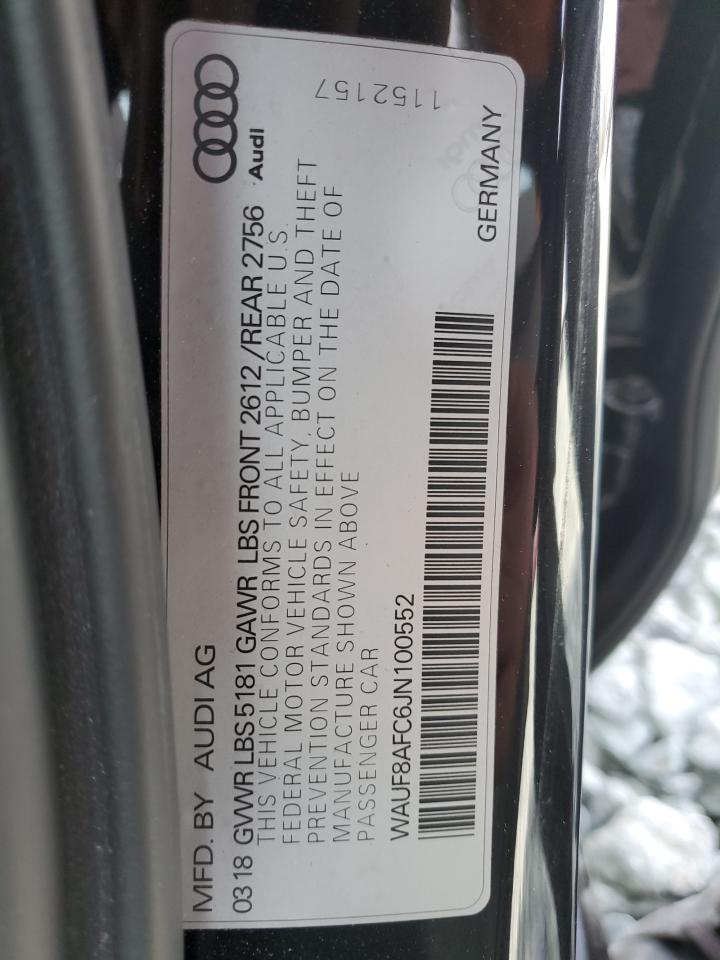 MFD. BY AUDI AG
0318 GVWR LBS 5181 GAWR LBS FRONT 2612 /REAR 2756
Audi
THIS VEHICLE CONFORMS TO ALL APPLICABLE U.S.
FEDERAL MOTOR VEHICLE SAFETY, BUMPER AND THEFT
PREVENTION STANDARDS IN EFFECT ON THE DATE OF
MANUFACTURE SHOWN ABOVE
PASSENGER CAR
1152157
WAUF8AFC6JN100552
GERMANY